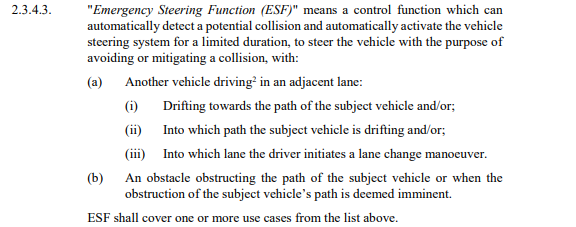 2.3.4.3. "Emergency Steering Function (ESF)" means a control function which can
automatically detect a potential collision and automatically activate the vehicle
steering system for a limited duration, to steer the vehicle with the purpose of
avoiding or mitigating a collision, with:
(a) Another vehicle driving² in an adjacent lane:
(i) Drifting towards the path of the subject vehicle and/or;
(ii) Into which path the subject vehicle is drifting and/or;
(iii) Into which lane the driver initiates a lane change manoeuver.
(b) An obstacle obstructing the path of the subject vehicle or when the
obstruction of the subject vehicle's path is deemed imminent.
ESF shall cover one or more use cases from the list above.